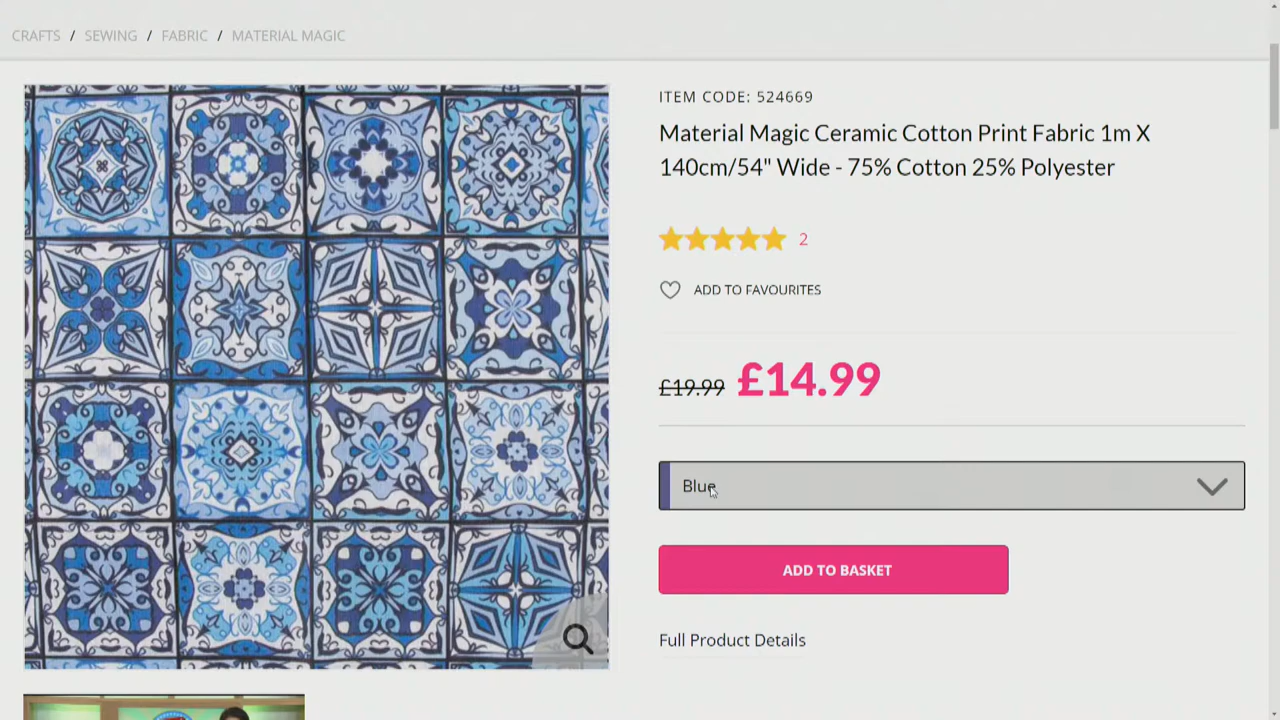 CRAFTS / SEWING / FABRIC / MATERIAL MAGIC
ITEM CODE: 524669
Material Magic Ceramic Cotton Print Fabric 1m X
140cm/54" Wide - 75% Cotton 25% Polyester
2
ADD TO FAVOURITES
£19.99 £14.99
Blue
ADD TO BASKET
Full Product Details